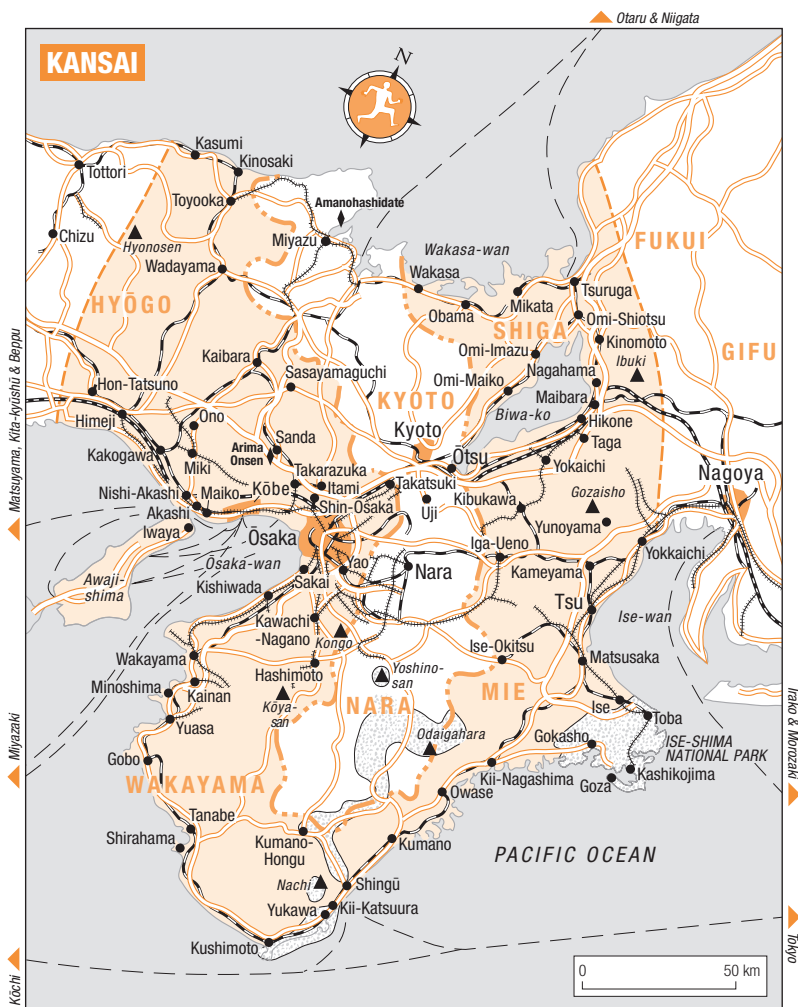 Otaru & Niigata
KANSAI
N
Kasumi
Kinosaki
Tottori
Toyooka
Amanohashidate
Chizu
Hyonosen
Miyazu
Wadayama
Wakasa-wan
FUKUI
Wakasa
Tsuruga
HYŌGO
Obama
Mikata
SHIGA
Omi-Shiotsu
Kinomoto
Ibuki
GIFU
Kaibara
Sasayamaguchi
Omi-Imazu
Nagahama
Omi-Maiko
Maibara
Hon-Tatsuno
KYOTO
Biwa-ko
Himeji
Ono
Kyoto
Hikone
Taga
Kakogawa
Sanda
Arima
Onsen
Miki
Ōtsu
Yokaichi
Nagoya
Takarazuka
Nishi-Akashi
Maiko
Kōbe
Itami
Takatsuki
Kibukawa
Gozaisho
Akashi
Shin-Osaka
Uji
Yunoyama
Iwaya
Ōsaka
Iga-Ueno
Yokkaichi
Ōsaka-wan
Yao
Nara
Kameyama
Awaji-
shima
Sakai
Kishiwada
Tsu
Ise-wan
Kawachi
-Nagano
Kongo
Wakayama
Ise-Okitsu
Matsusaka
Hashimoto
Yoshino-
san
Minoshima
Kainan
Kōya-
san
NARA
MIE
Ise
Toba
Yuasa
Odaigahara
Gokasho
ISE-SHIMA
NATIONAL PARK
Gobo
Kii-Nagashima
Kashikojima
WAKAYAMA
Goza
Owase
Tanabe
Shirahama
Kumano-
Hongu
Kumano
PACIFIC OCEAN
Nachi
Shingū
Yukawa
Kii-Katsuura
Kushimoto
0
50 km
Matsuyama, Kita-kyūshū & Beppu
Miyazaki
Kōchi
Irako & Morozaki
Tokyo